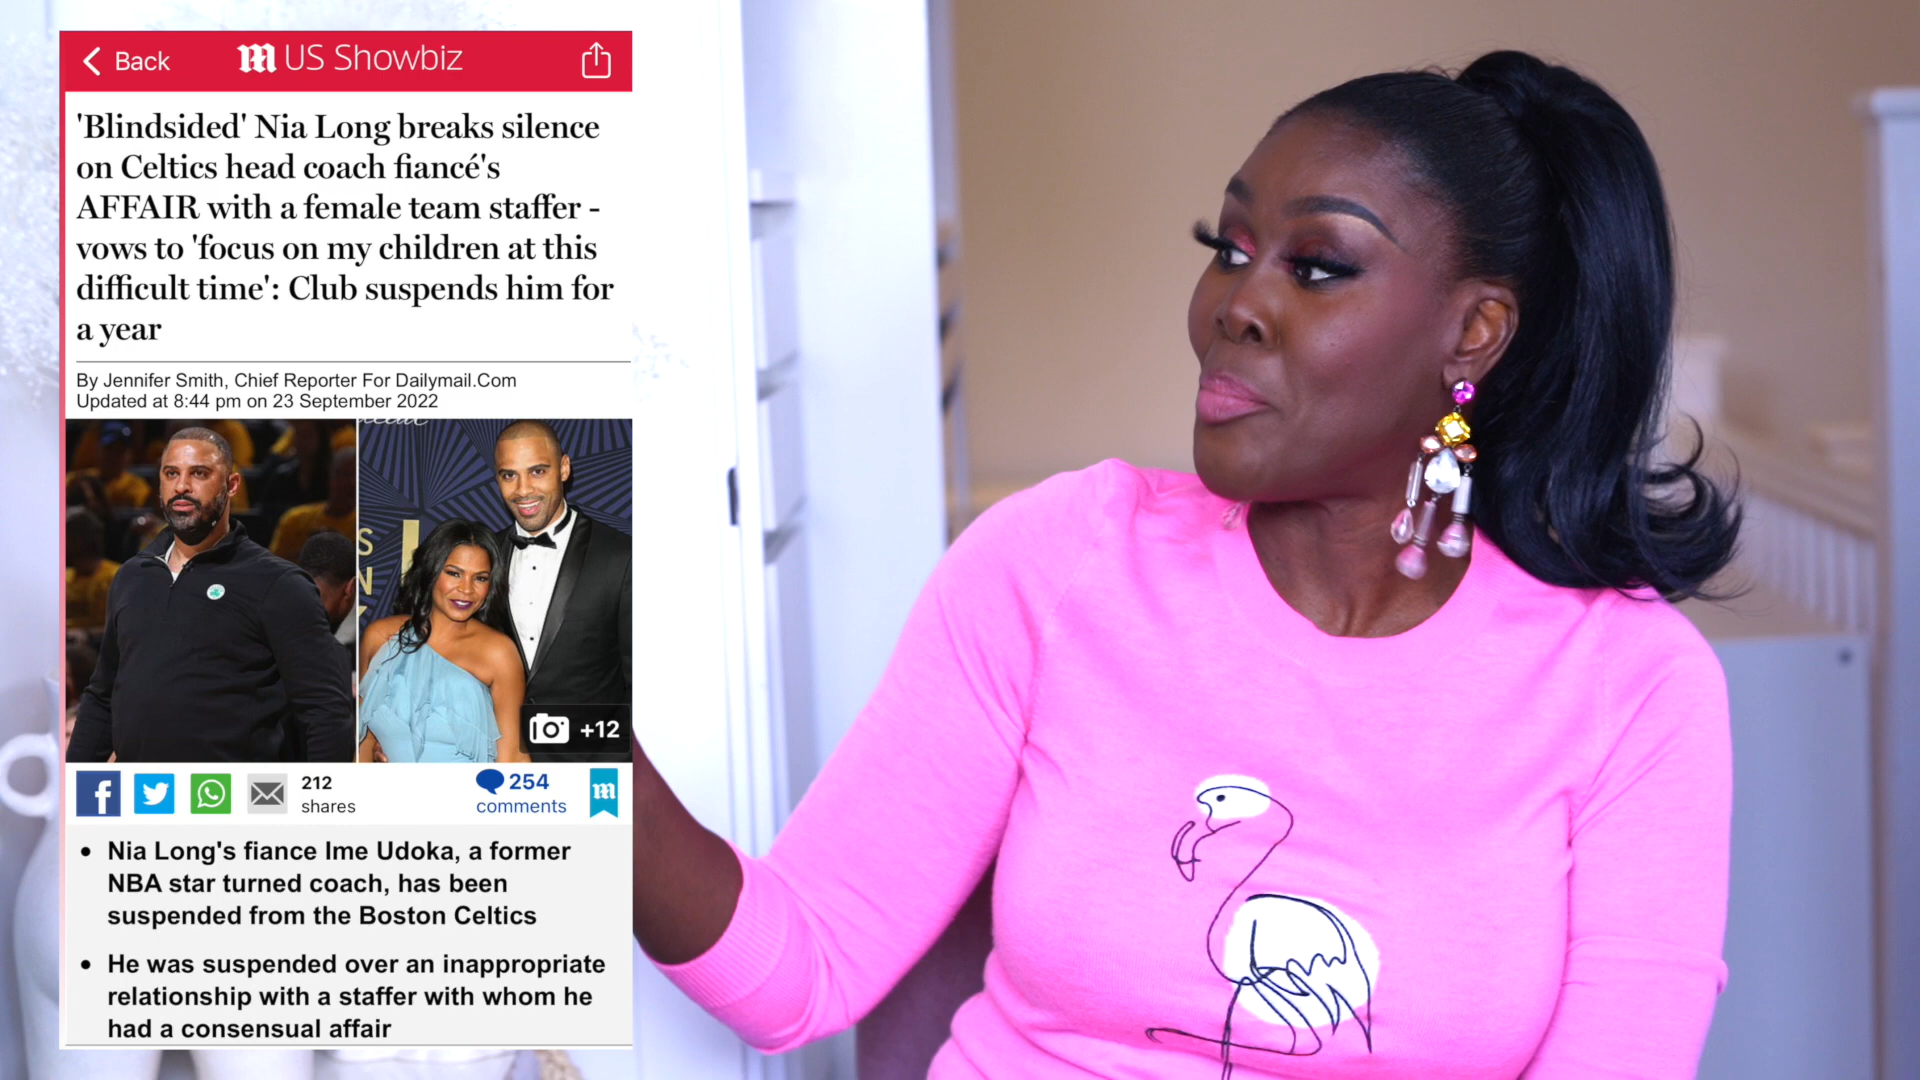 Back
US Showbiz
'Blindsided' Nia Long breaks silence
on Celtics head coach fiancé's
AFFAIR with a female team staffer -
vows to 'focus on my children at this
difficult time': Club suspends him for
a year
By Jennifer Smith, Chief Reporter For Dailymail.Com
Updated at 8:44 pm on 23 September 2022
+12
212
shares
254
comments
• Nia Long's fiance Ime Udoka, a former
NBA star turned coach, has been
suspended from the Boston Celtics
• He was suspended over an inappropriate
relationship with a staffer with whom he
had a consensual affair